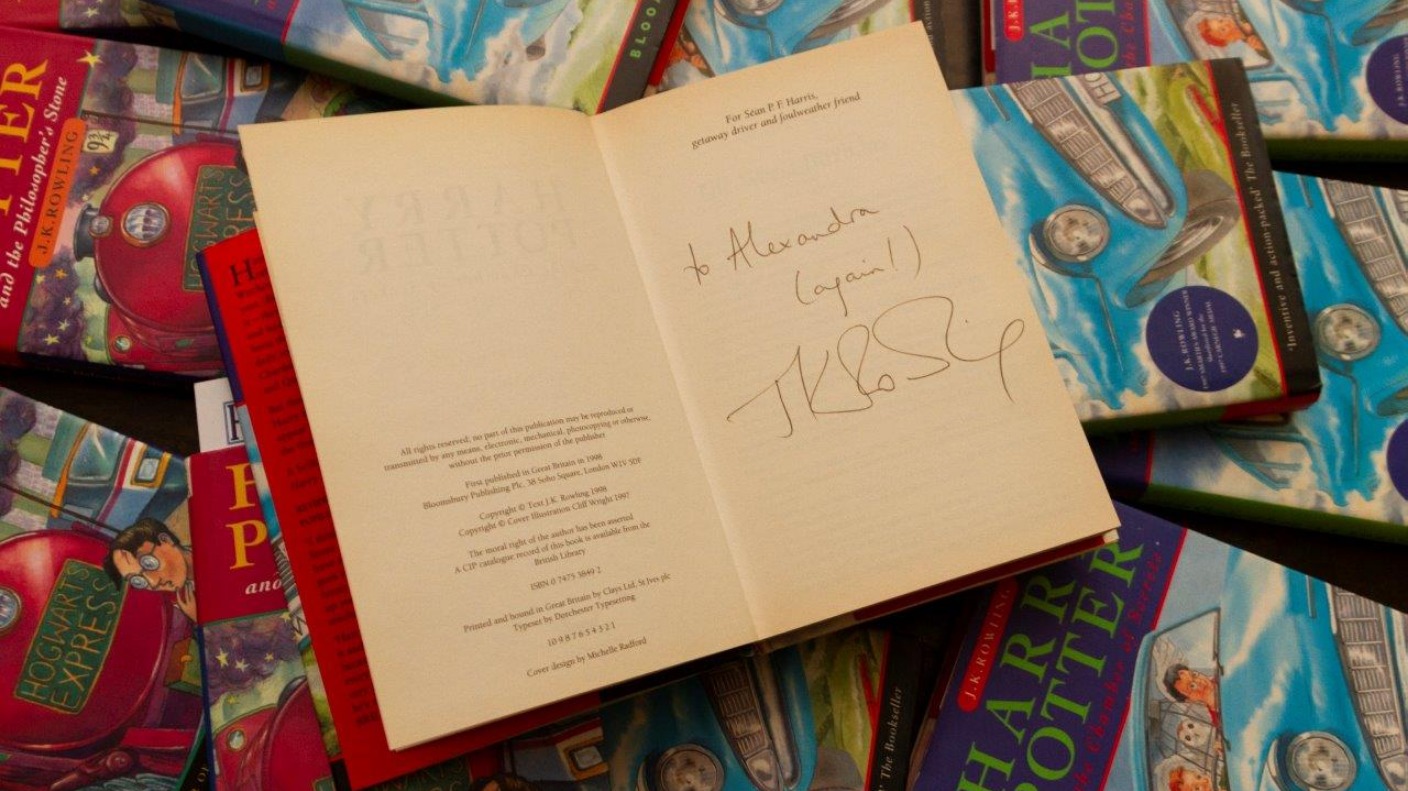 For Séan P. F. Harris,
getaway driver and foulweather friend
to Alexandra
(again!)
JK Rowling
All rights reserved; no part of this publication may be reproduced or
transmitted by any means, electronic, mechanical, photocopying or otherwise,
without the prior permission of the publisher
First published in Great Britain in 1998
Bloomsbury Publishing Plc, 38 Soho Square, London W1V 5DF
Copyright © Text J.K. Rowling 1998
Copyright © Cover Illustration Cliff Wright 1997
The moral right of the author has been asserted
A CIP catalogue record of this book is available from the
British Library
ISBN 0 7475 3849 2
Printed and bound in Great Britain by Clays Ltd, St Ives plc
Typeset by Dorchester Typesetting
10 9 8 7 6 5 4 3 2 1
Cover design by Michelle Radford
and the Philosopher's Stone
J.K.ROWLING
9¾
HOGWARTS
EXPRESS
HOGWARTS
EXPRESS
J.K. ROWLING
'Inventive and action-packed' The Bookseller
J.K.ROWLING
HARRY
POTTER
The Bookseller